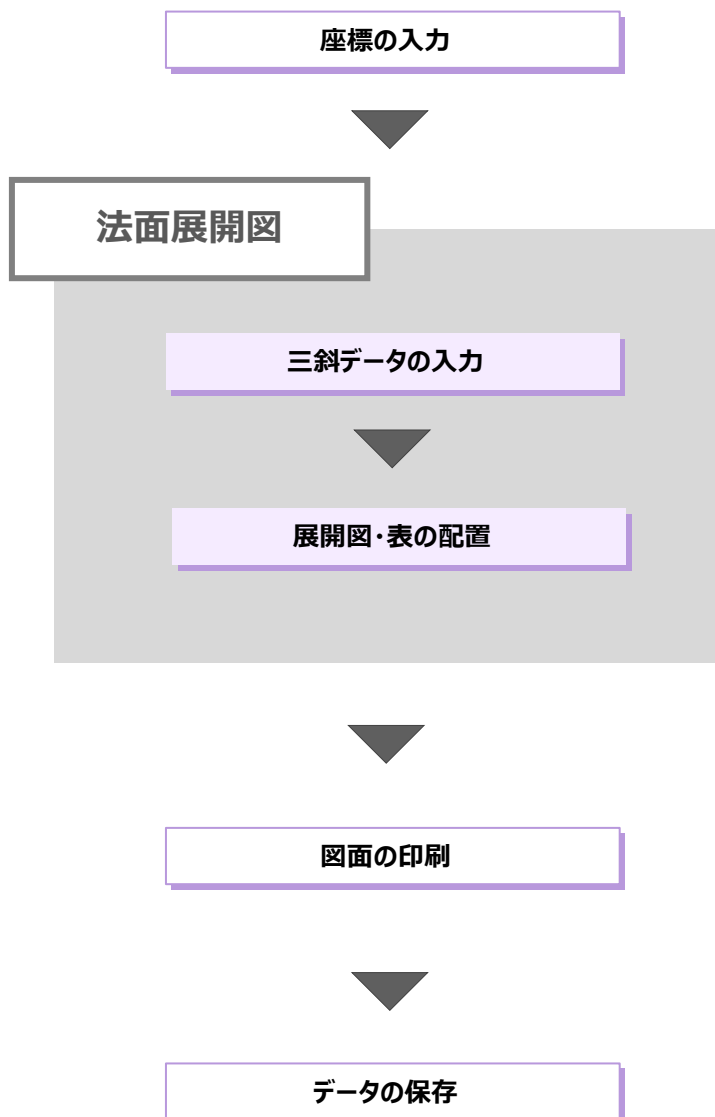 座標の入力
法面展開図
三斜データの入力
展開図・表の配置
図面の印刷
データの保存